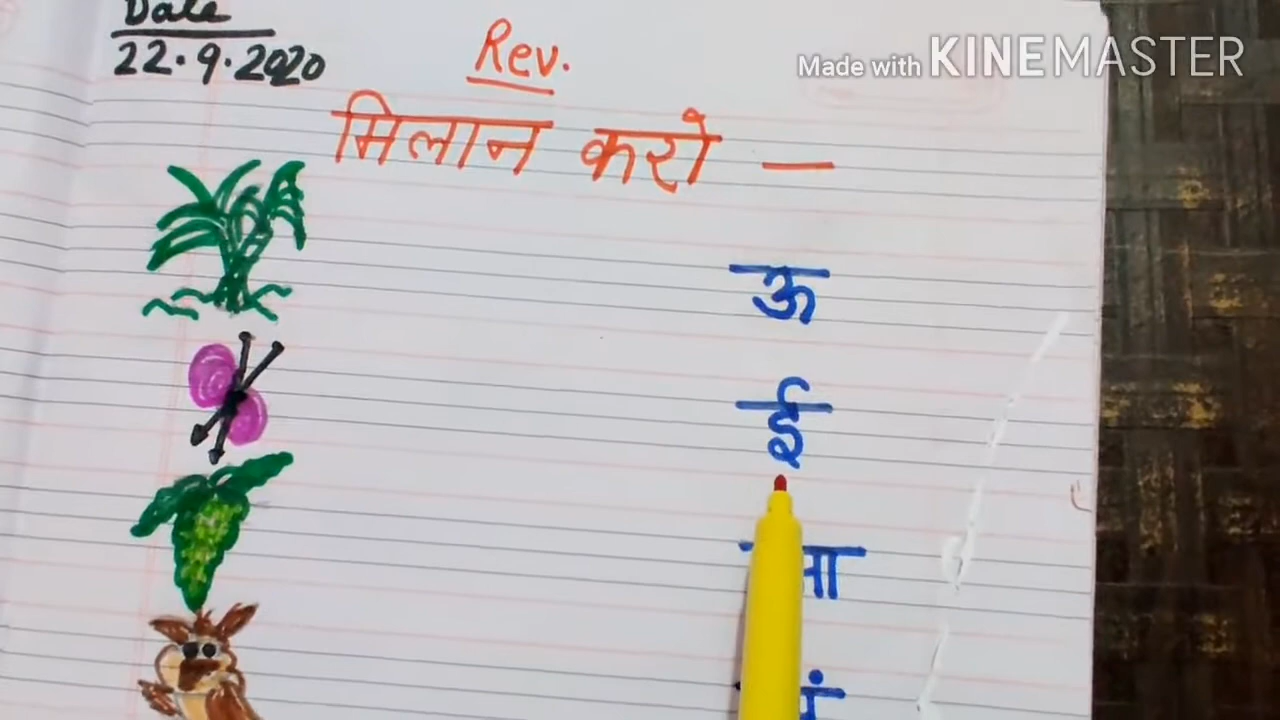 Date
22.9.2020
Rev.
Made with KINEMASTER
मिलान करो —
ऊ
ई